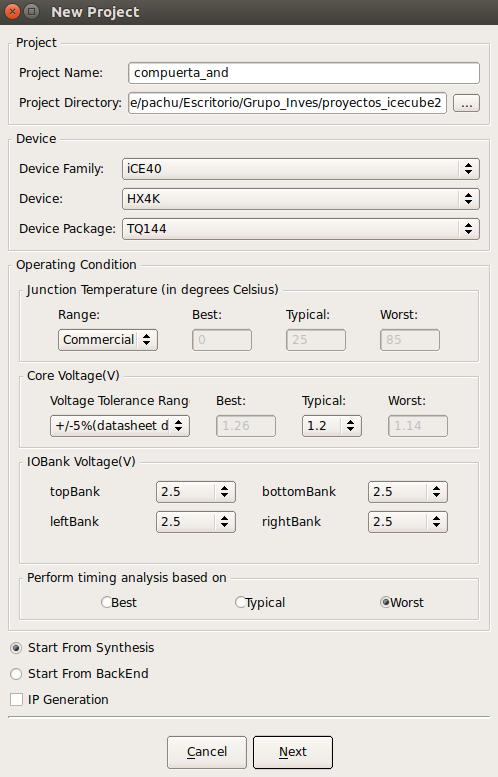 New Project
Project
Project Name: compuerta_and
Project Directory: e/pachu/Escritorio/Grupo_Inves/proyectos_icecube2 ...
Device
Device Family: iCE40
Device: HX4K
Device Package: TQ144
Operating Condition
Junction Temperature (in degrees Celsius)
Range: Best: Typical: Worst:
Commercial 0 25 85
Core Voltage(V)
Voltage Tolerance Rang Best: Typical: Worst:
+/-5%(datasheet d 1.26 1.2 1.14
IOBank Voltage(V)
topBank 2.5 bottomBank 2.5
leftBank 2.5 rightBank 2.5
Perform timing analysis based on
Best Typical Worst
Start From Synthesis
Start From BackEnd
IP Generation
Cancel Next